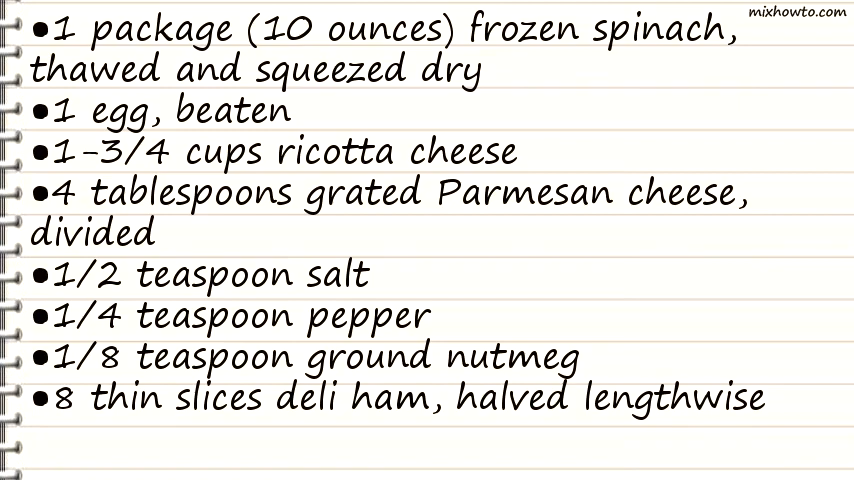 mixhowto.com
●1 package (10 ounces) frozen spinach,
thawed and squeezed dry
●1 egg, beaten
●1-3/4 cups ricotta cheese
●4 tablespoons grated Parmesan cheese,
divided
●1/2 teaspoon salt
●1/4 teaspoon pepper
●1/8 teaspoon ground nutmeg
●8 thin slices deli ham, halved lengthwise